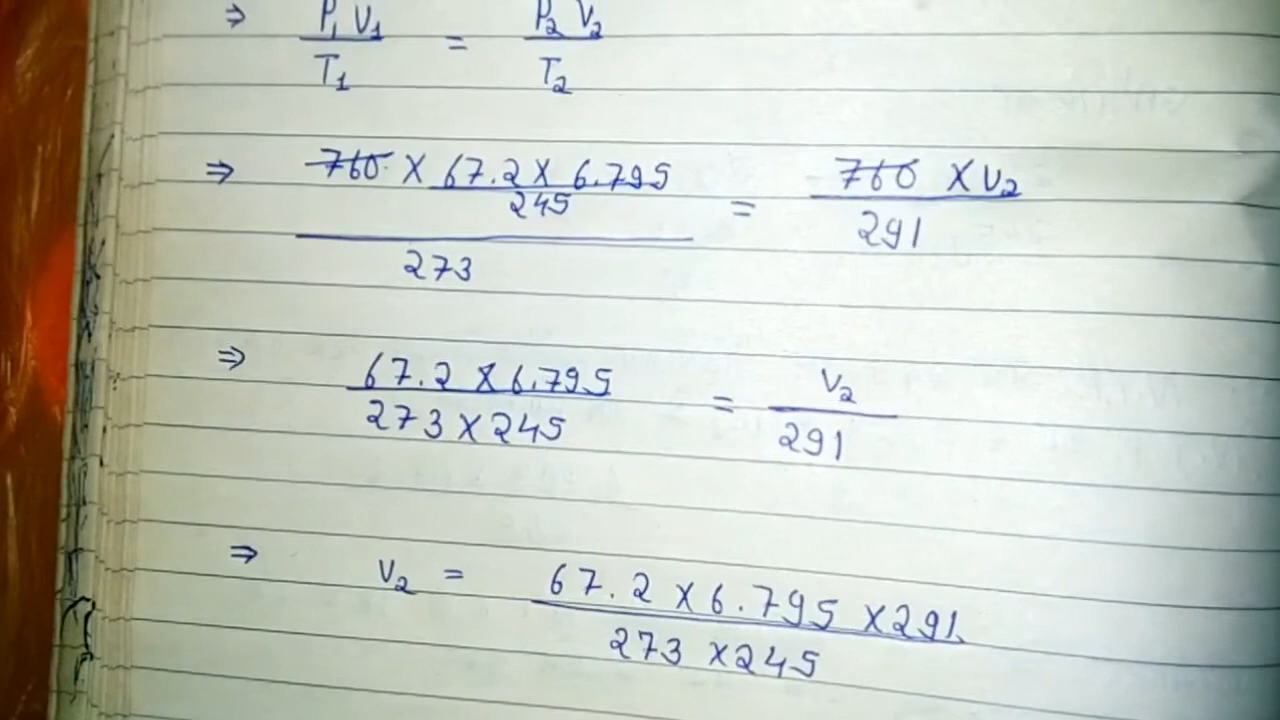 ⇒ P₁ V₁ / T₁ = P₂ V₂ / T₂
⇒ (760 × 67.2 × 6.795 / 245) / 273 = 760 × V₂ / 291
⇒ 67.2 × 6.795 / 273 × 245 = V₂ / 291
⇒ V₂ = 67.2 × 6.795 × 291 / 273 × 245